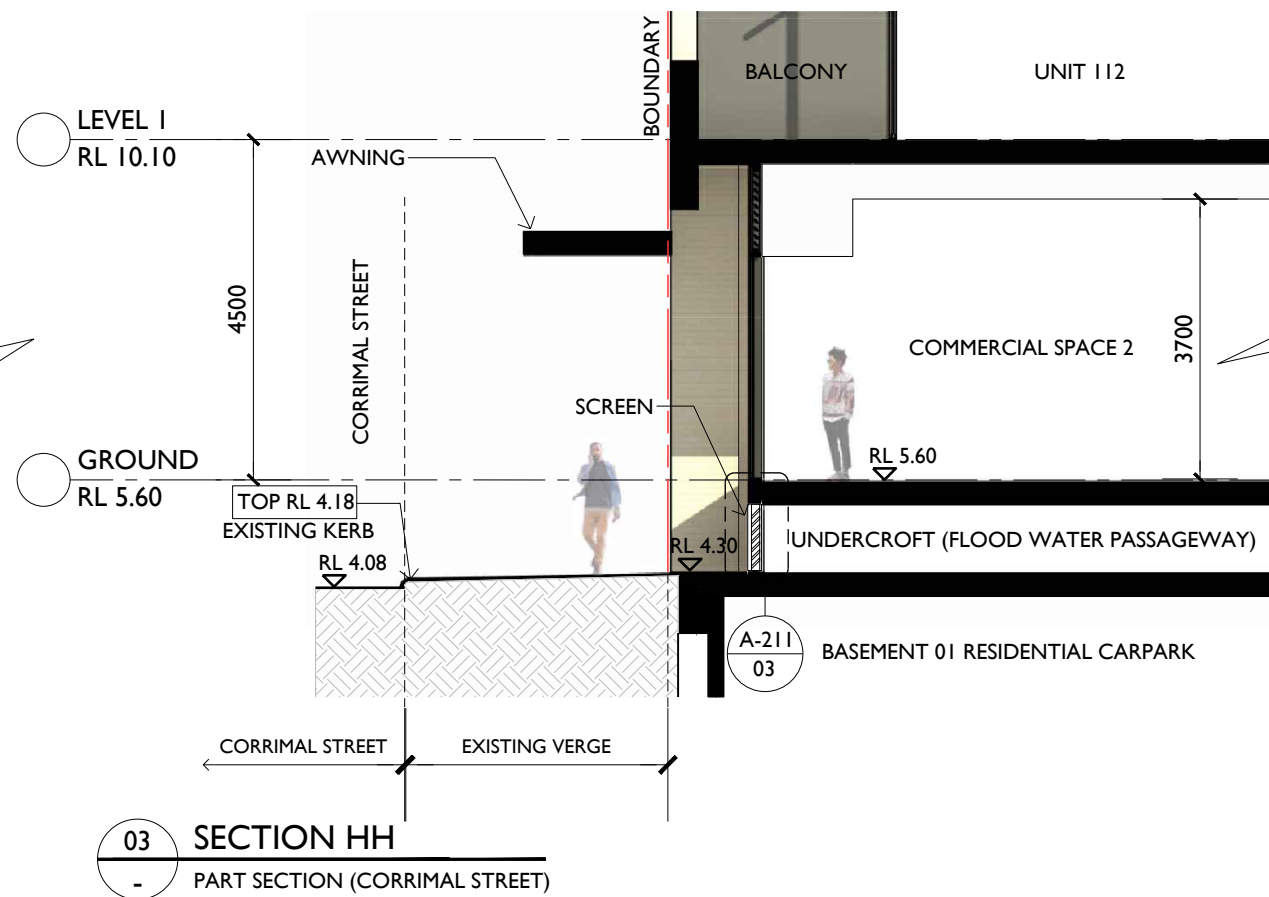 BOUNDARY
1
BALCONY
UNIT 112
LEVEL 1
RL 10.10
AWNING
4500
CORRIMAL STREET
COMMERCIAL SPACE 2
3700
SCREEN
GROUND
RL 5.60
RL 5.60
TOP RL 4.18
EXISTING KERB
RL 4.08
RL 4.30
UNDERCROFT (FLOOD WATER PASSAGEWAY)
A-211
03
BASEMENT 01 RESIDENTIAL CARPARK
CORRIMAL STREET
EXISTING VERGE
03
-
SECTION HH
PART SECTION (CORRIMAL STREET)